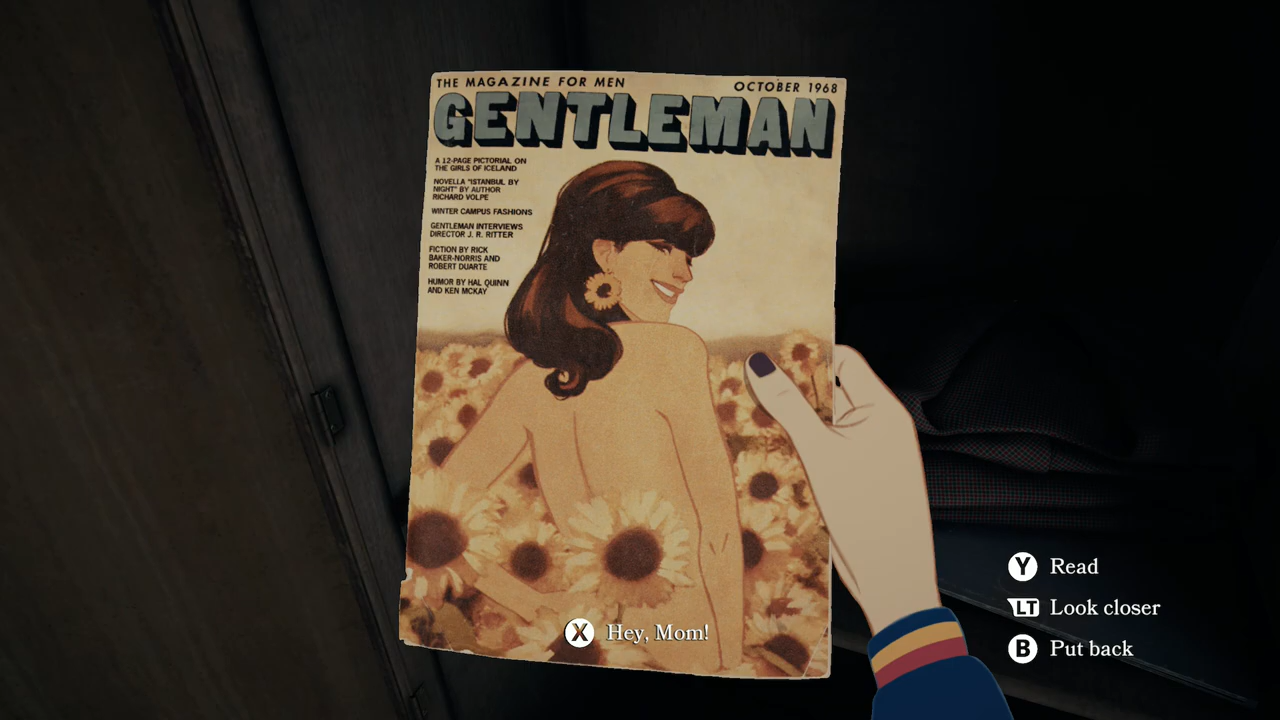 THE MAGAZINE FOR MEN
OCTOBER 1968
GENTLEMAN
A 12-PAGE PICTORIAL ON
THE GIRLS OF ICELAND
NOVELLA "ISTANBUL BY
NIGHT" BY AUTHOR
RICHARD VOLPE
WINTER CAMPUS FASHIONS
GENTLEMAN INTERVIEWS
DIRECTOR J. R. RITTER
FICTION BY RICK
BAKER-NORRIS AND
ROBERT DUARTE
HUMOR BY HAL QUINN
AND KEN MCKAY
Y Read
LT Look closer
X Hey, Mom!
B Put back